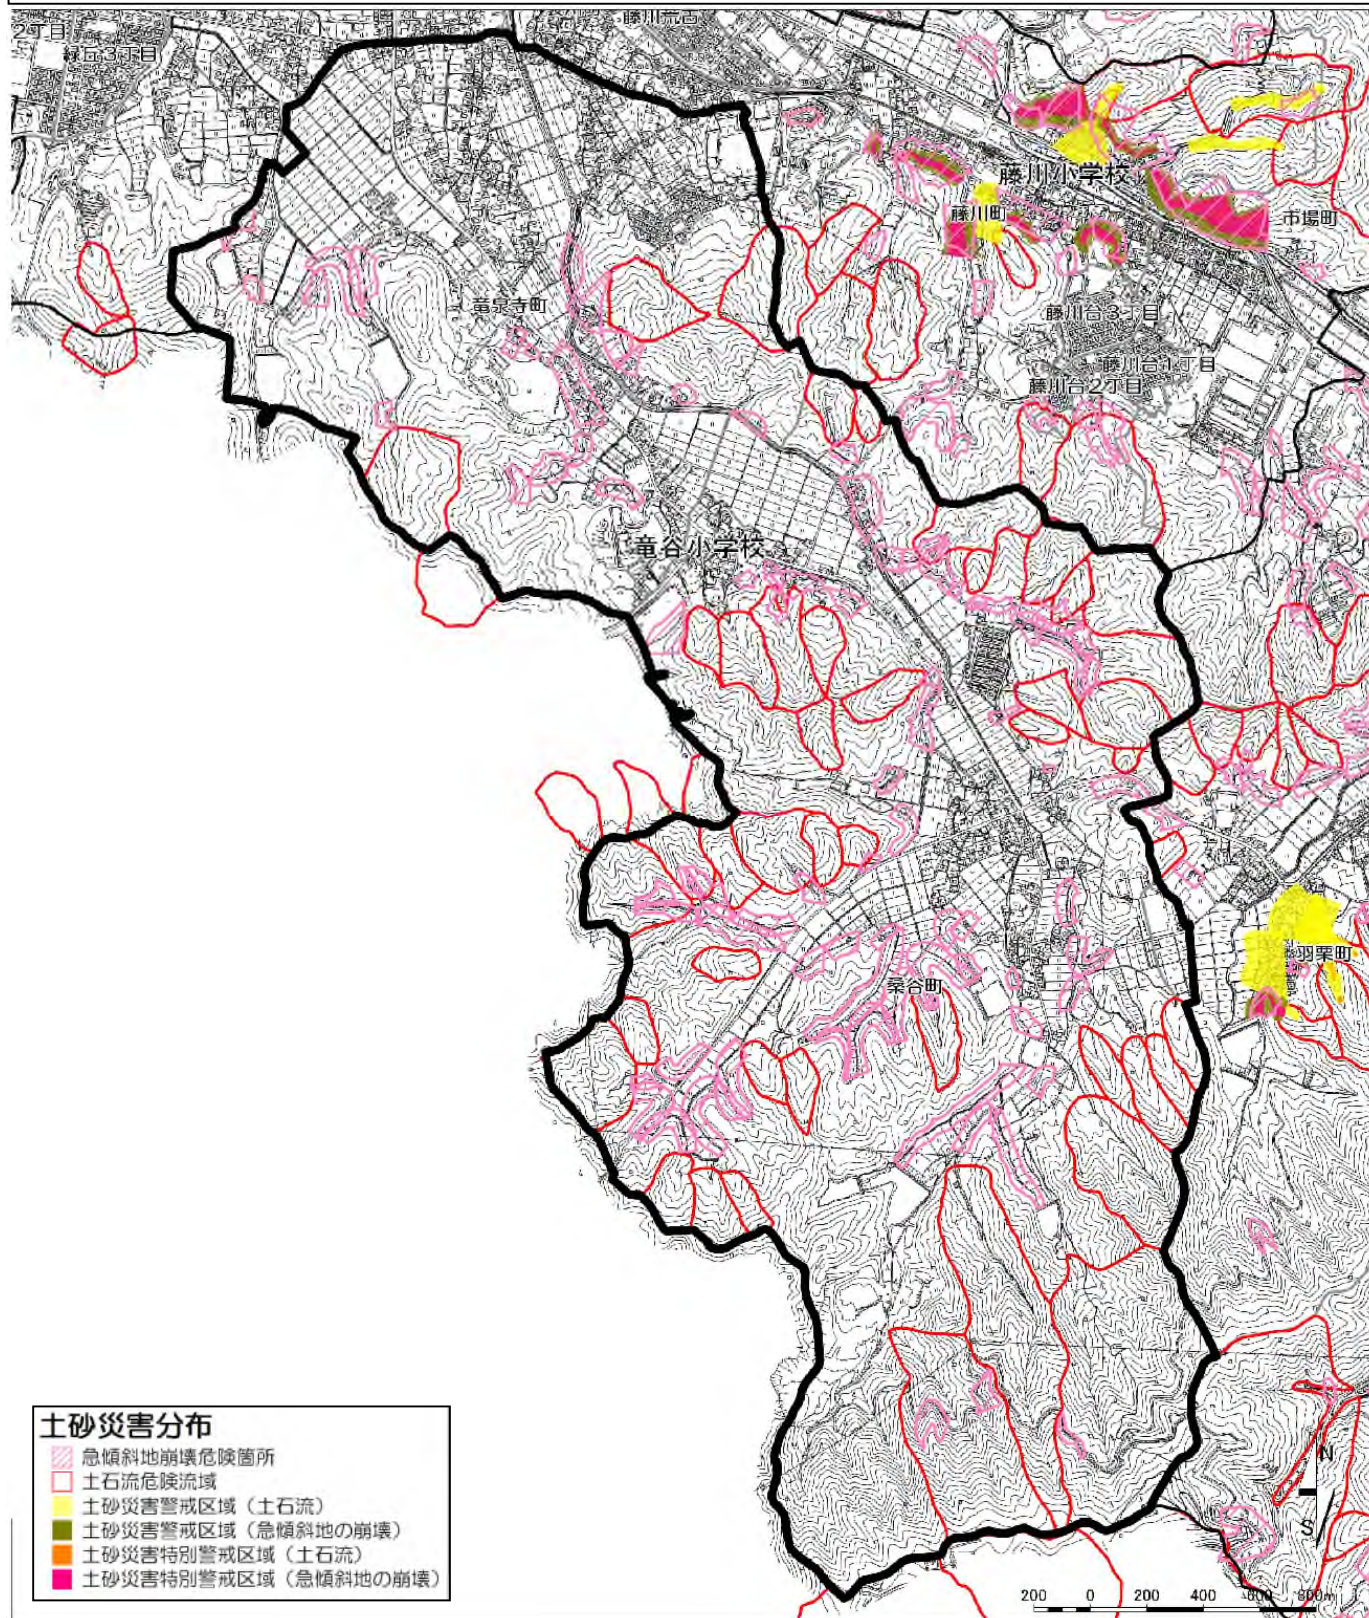 2丁目
緑丘3丁目
藤川小学校
藤川町
市場町
竜泉寺町
藤川台3丁目
藤川台1丁目
藤川台2丁目
竜谷小学校
羽栗町
桑谷町
土砂災害分布
急傾斜地崩壊危険箇所
土石流危険流域
土砂災害警戒区域（土石流）
土砂災害警戒区域（急傾斜地の崩壊）
土砂災害特別警戒区域（土石流）
土砂災害特別警戒区域（急傾斜地の崩壊）
N
S
200 0 200 400 600 800m